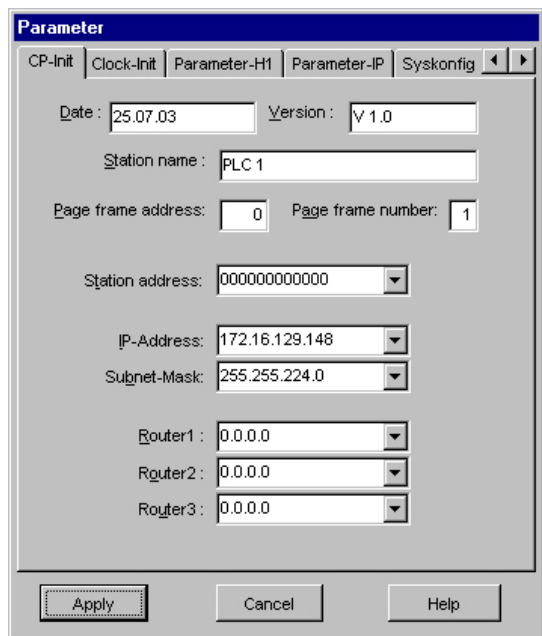 Parameter
CP-Init Clock-Init Parameter-H1 Parameter-IP Syskonfig
Date : 25.07.03 Version : V 1.0
Station name : PLC 1
Page frame address: 0 Page frame number: 1
Station address: 000000000000
IP-Address: 172.16.129.148
Subnet-Mask: 255.255.224.0
Router1 : 0.0.0.0
Router2 : 0.0.0.0
Router3 : 0.0.0.0
Apply Cancel Help